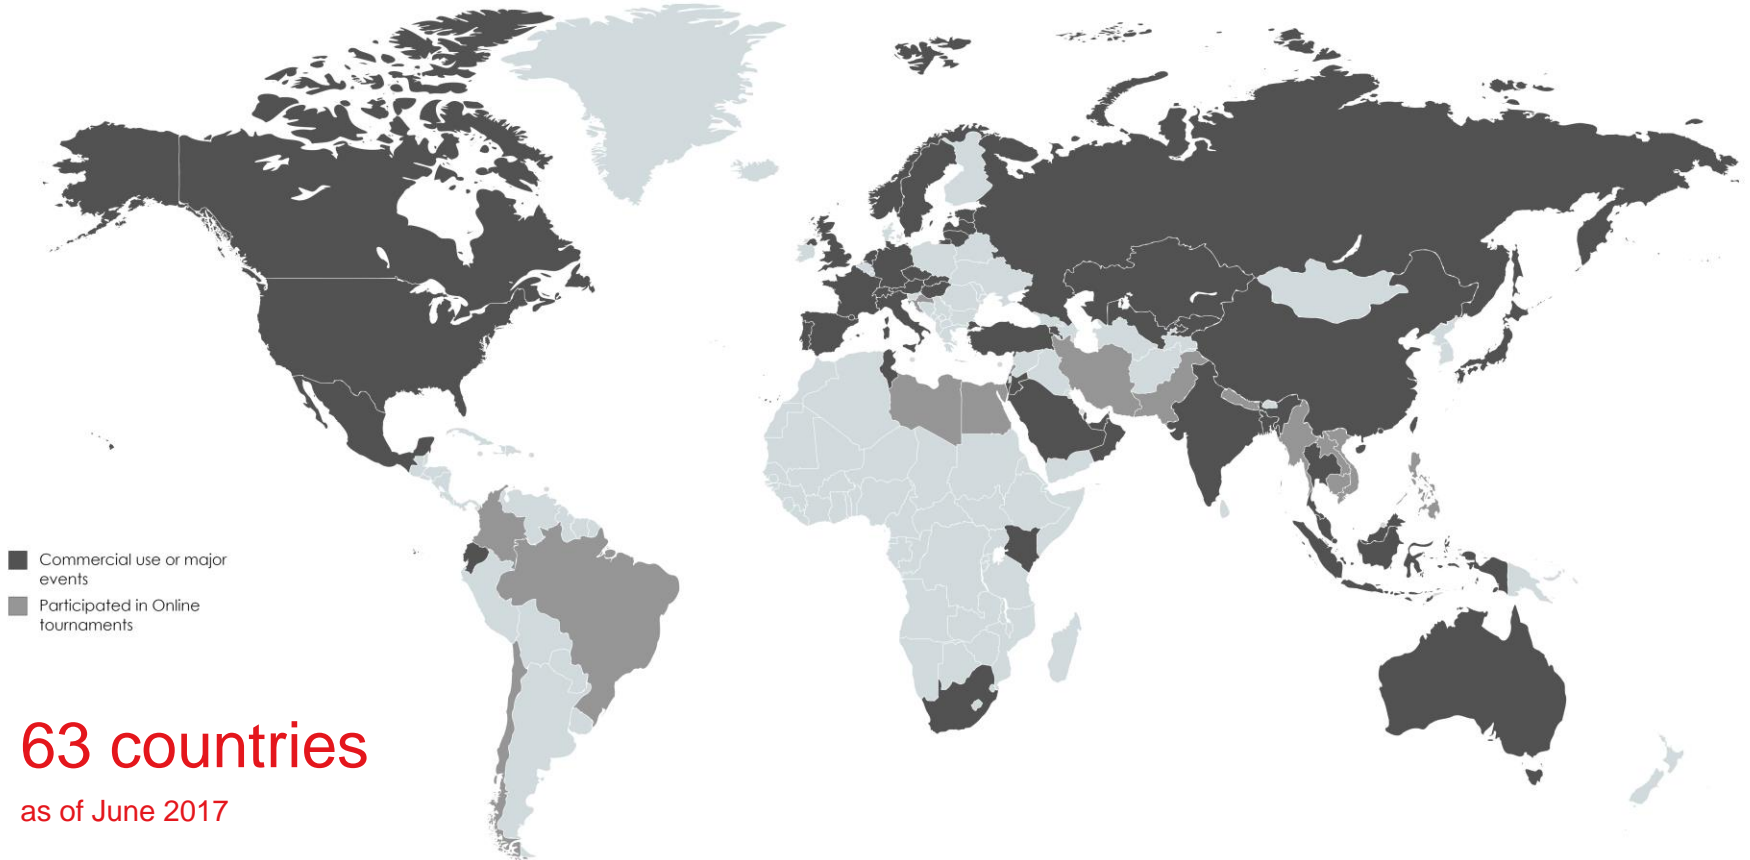 Commercial use or major
events
Participated in Online
tournaments
63 countries
as of June 2017